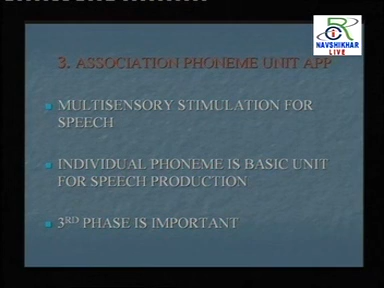 NAVSHIKHAR
LIVE
3. ASSOCIATION PHONEME UNIT APP
MULTISENSORY STIMULATION FOR
SPEECH
INDIVIDUAL PHONEME IS BASIC UNIT
FOR SPEECH PRODUCTION
3RD PHASE IS IMPORTANT